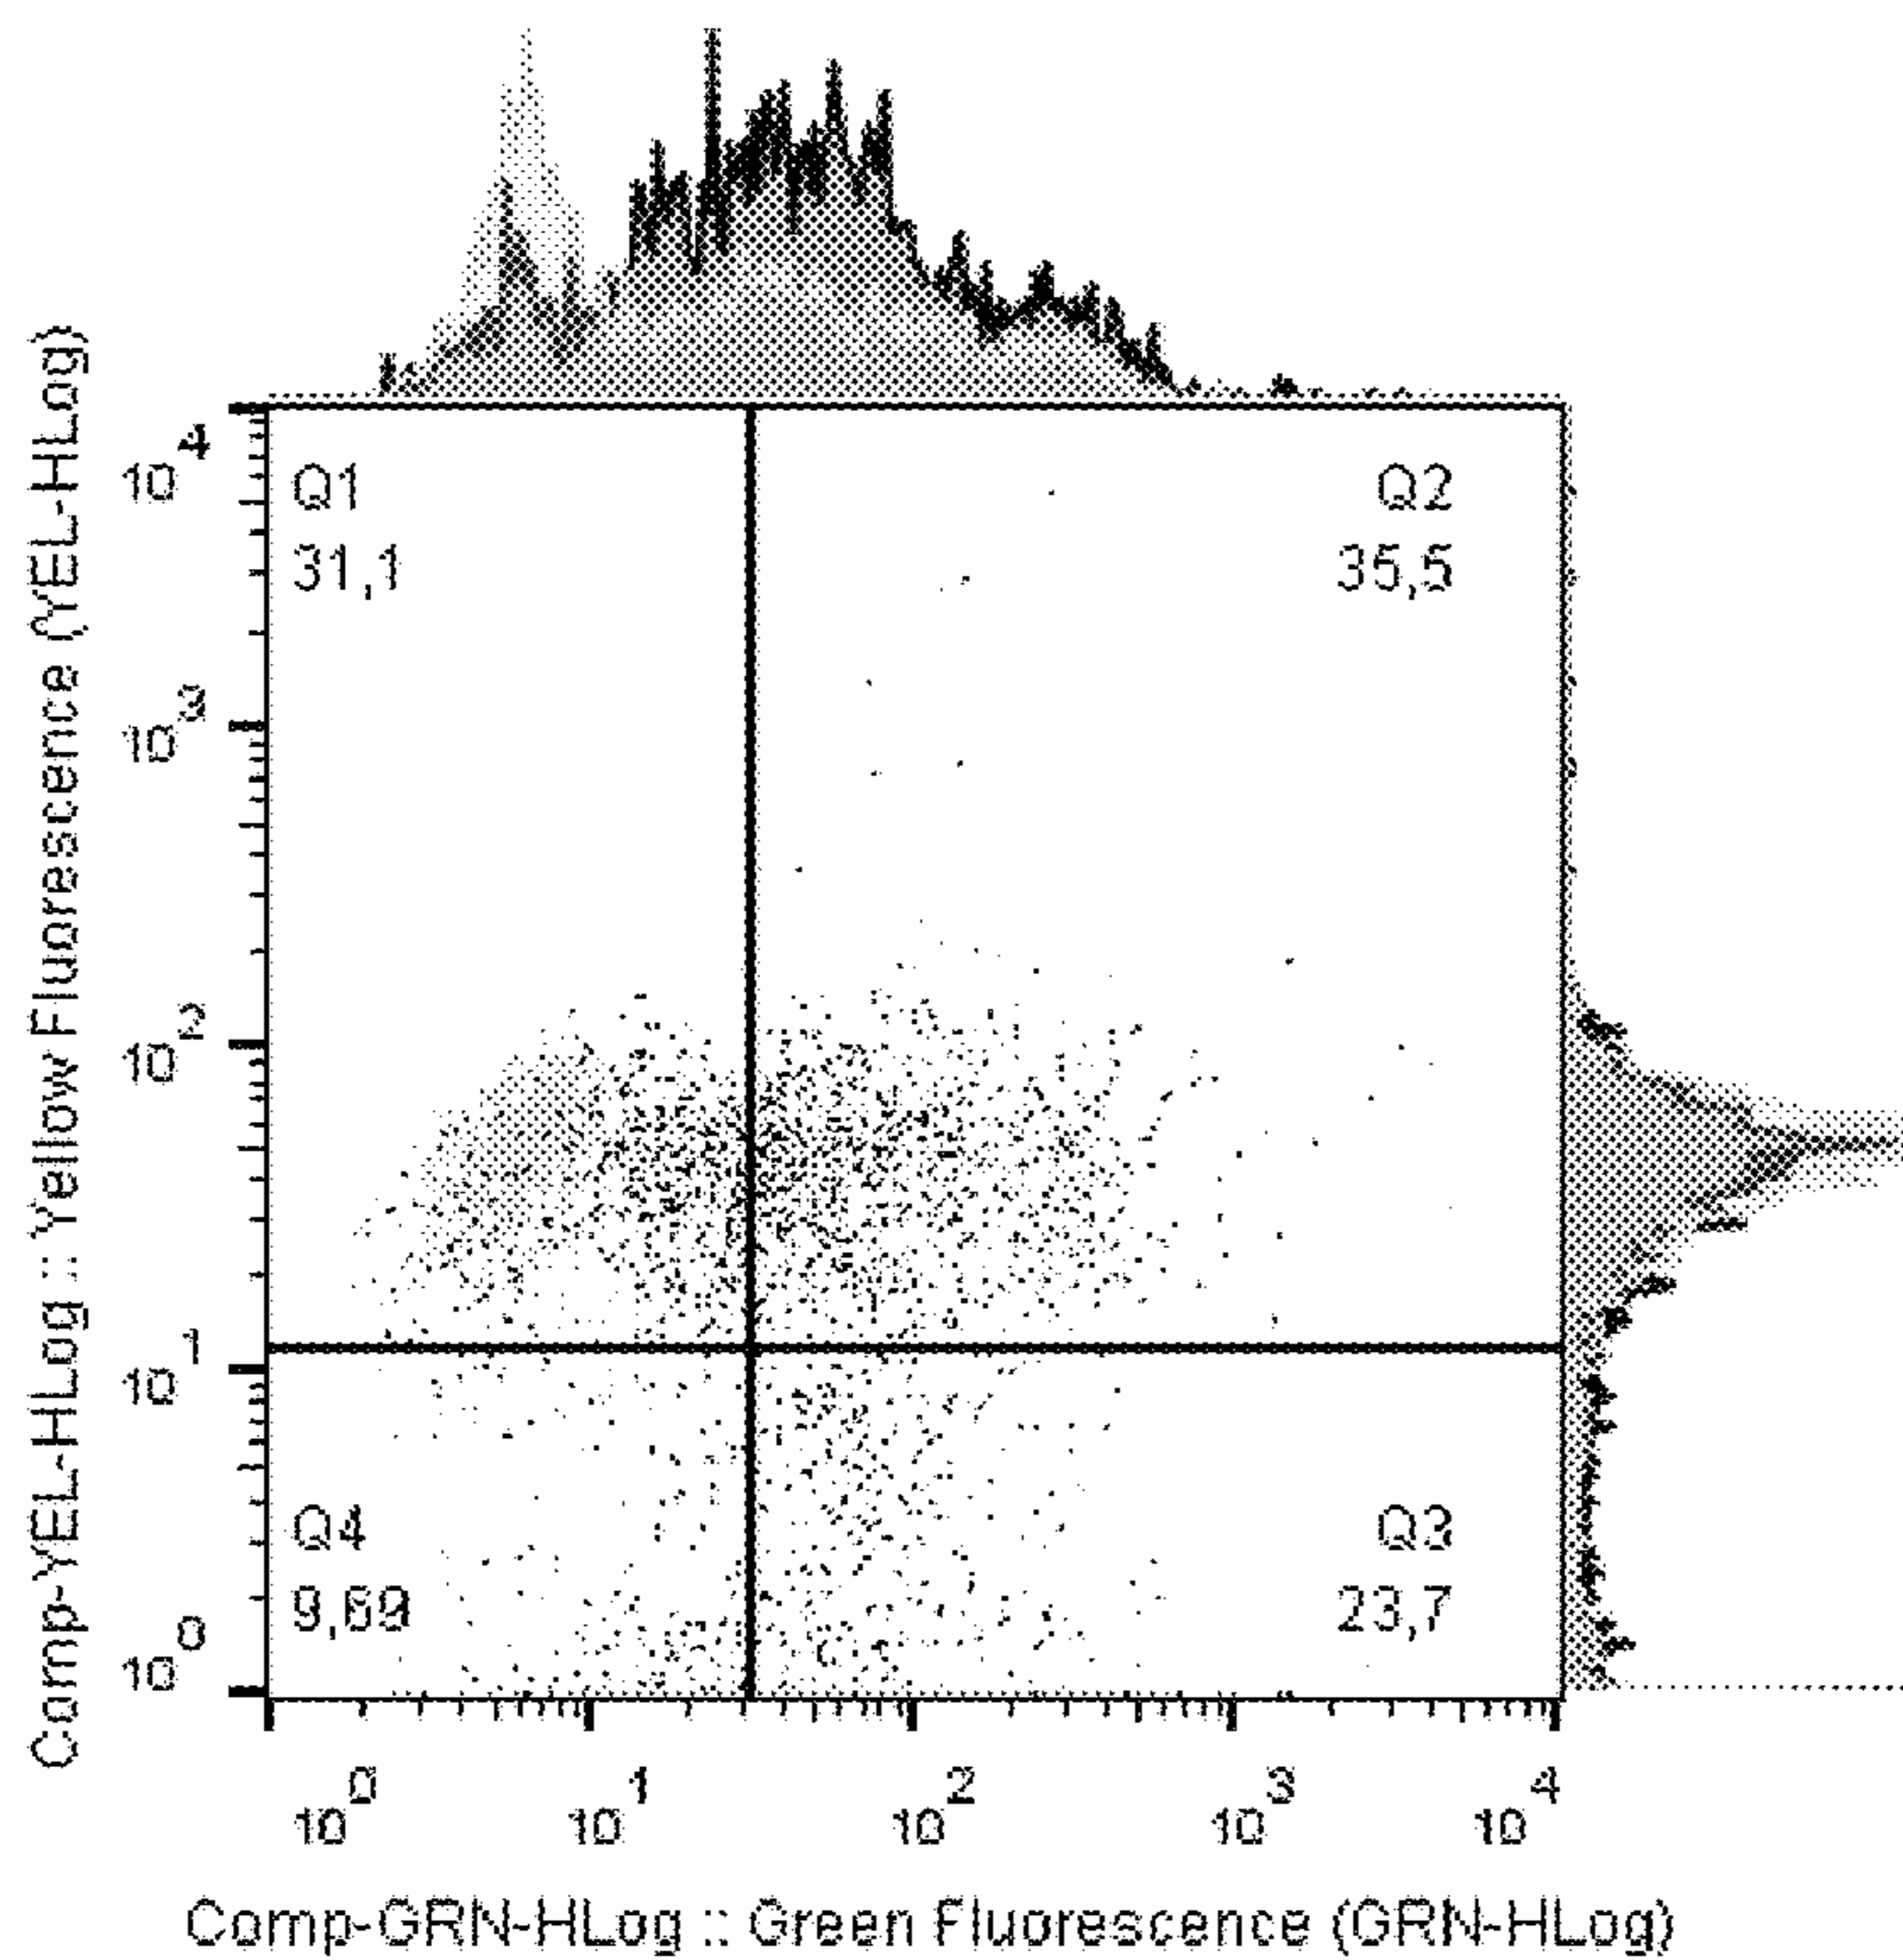 Q1
31,1
Q2
35,5
Q4
9,69
Q3
23,7
Comp-YEL-HLog :: Yellow Fluorescence (YEL-HLog)
10^4
10^3
10^2
10^1
10^0
10^0 10^1 10^2 10^3 10^4
Comp-GRN-HLog :: Green Fluorescence (GRN-HLog)